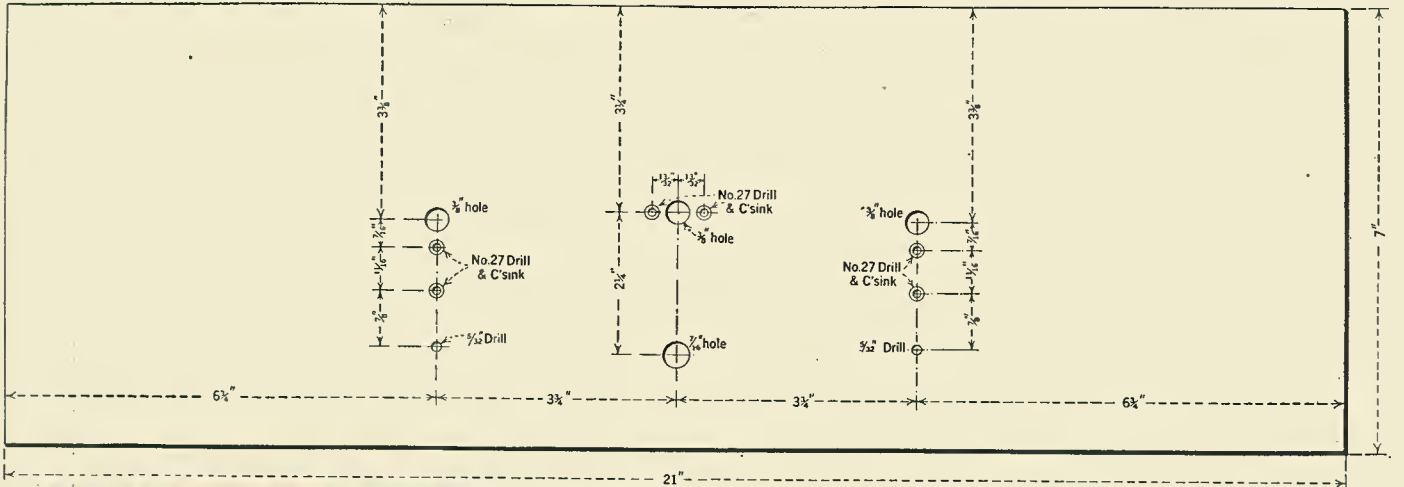 3⅜"
3¼"
3⅜"
13/32"
13/32"
No.27 Drill
& C'sink
⅜" hole
⅜" hole
⅜" hole
7/16"
7/16"
7"
No.27 Drill
& C'sink
No.27 Drill
& C'sink
11/16"
2¼"
11/16"
⅞"
⅞"
5/32" Drill
7/16" hole
5/32" Drill
6¾"
3¾"
3¾"
6¾"
21"